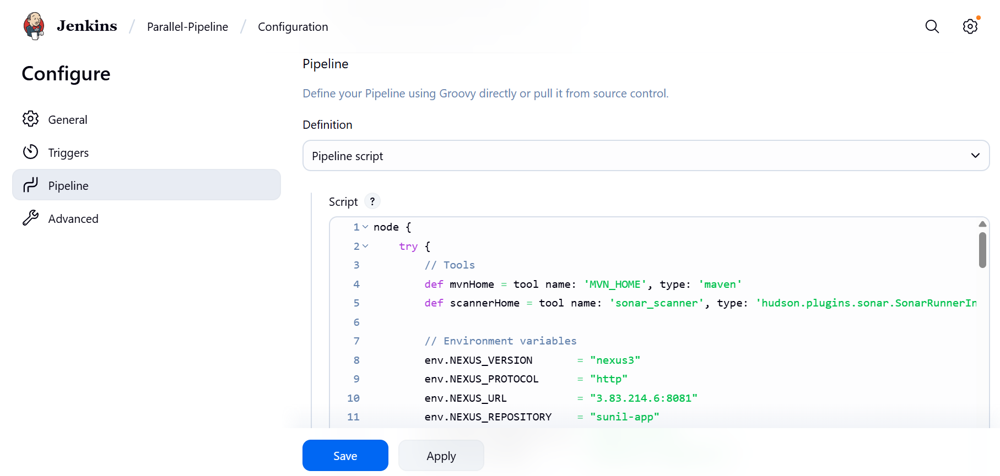 Jenkins / Parallel-Pipeline / Configuration
Configure
General
Triggers
Pipeline
Advanced
Pipeline
Define your Pipeline using Groovy directly or pull it from source control.
Definition
Pipeline script
Script ?
1 node {
2 try {
3 // Tools
4 def mvnHome = tool name: 'MVN_HOME', type: 'maven'
5 def scannerHome = tool name: 'sonar_scanner', type: 'hudson.plugins.sonar.SonarRunnerIn
6
7 // Environment variables
8 env.NEXUS_VERSION = "nexus3"
9 env.NEXUS_PROTOCOL = "http"
10 env.NEXUS_URL = "3.83.214.6:8081"
11 env.NEXUS_REPOSITORY = "sunil-app"
Save
Apply